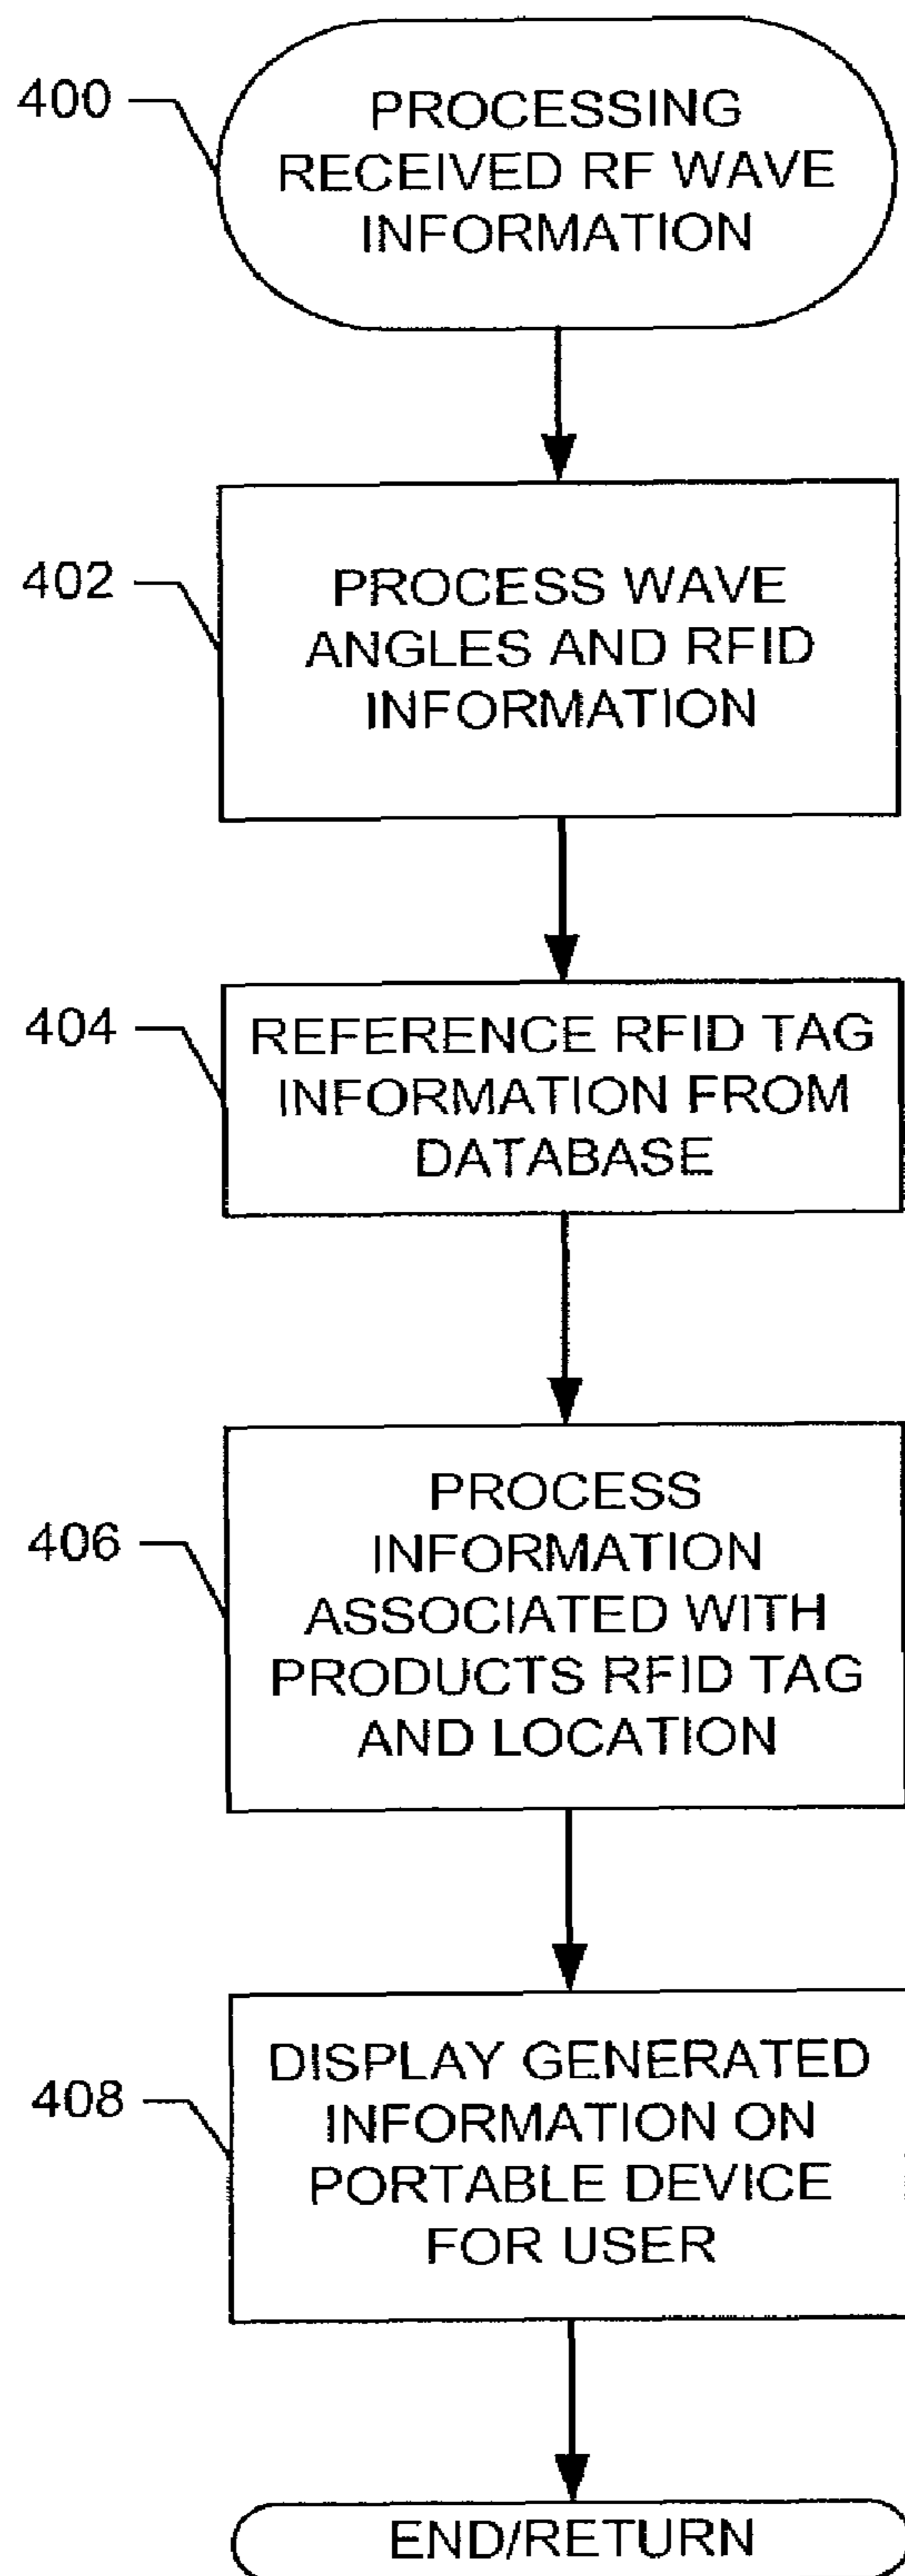 400
PROCESSING
RECEIVED RF WAVE
INFORMATION
402
PROCESS WAVE
ANGLES AND RFID
INFORMATION
404
REFERENCE RFID TAG
INFORMATION FROM
DATABASE
406
PROCESS
INFORMATION
ASSOCIATED WITH
PRODUCTS RFID TAG
AND LOCATION
408
DISPLAY GENERATED
INFORMATION ON
PORTABLE DEVICE
FOR USER
END/RETURN